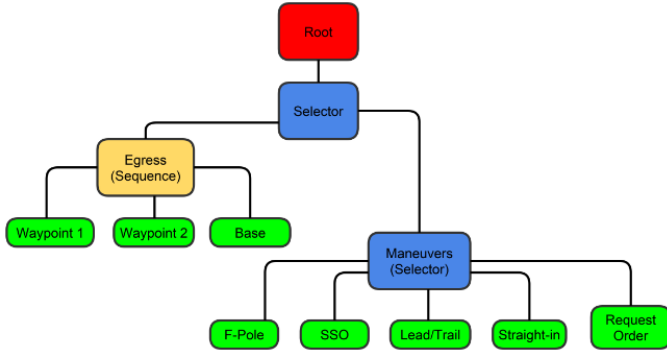 Root
Selector
Egress
(Sequence)
Waypoint 1
Waypoint 2
Base
Maneuvers
(Selector)
F-Pole
SSO
Lead/Trail
Straight-in
Request
Order